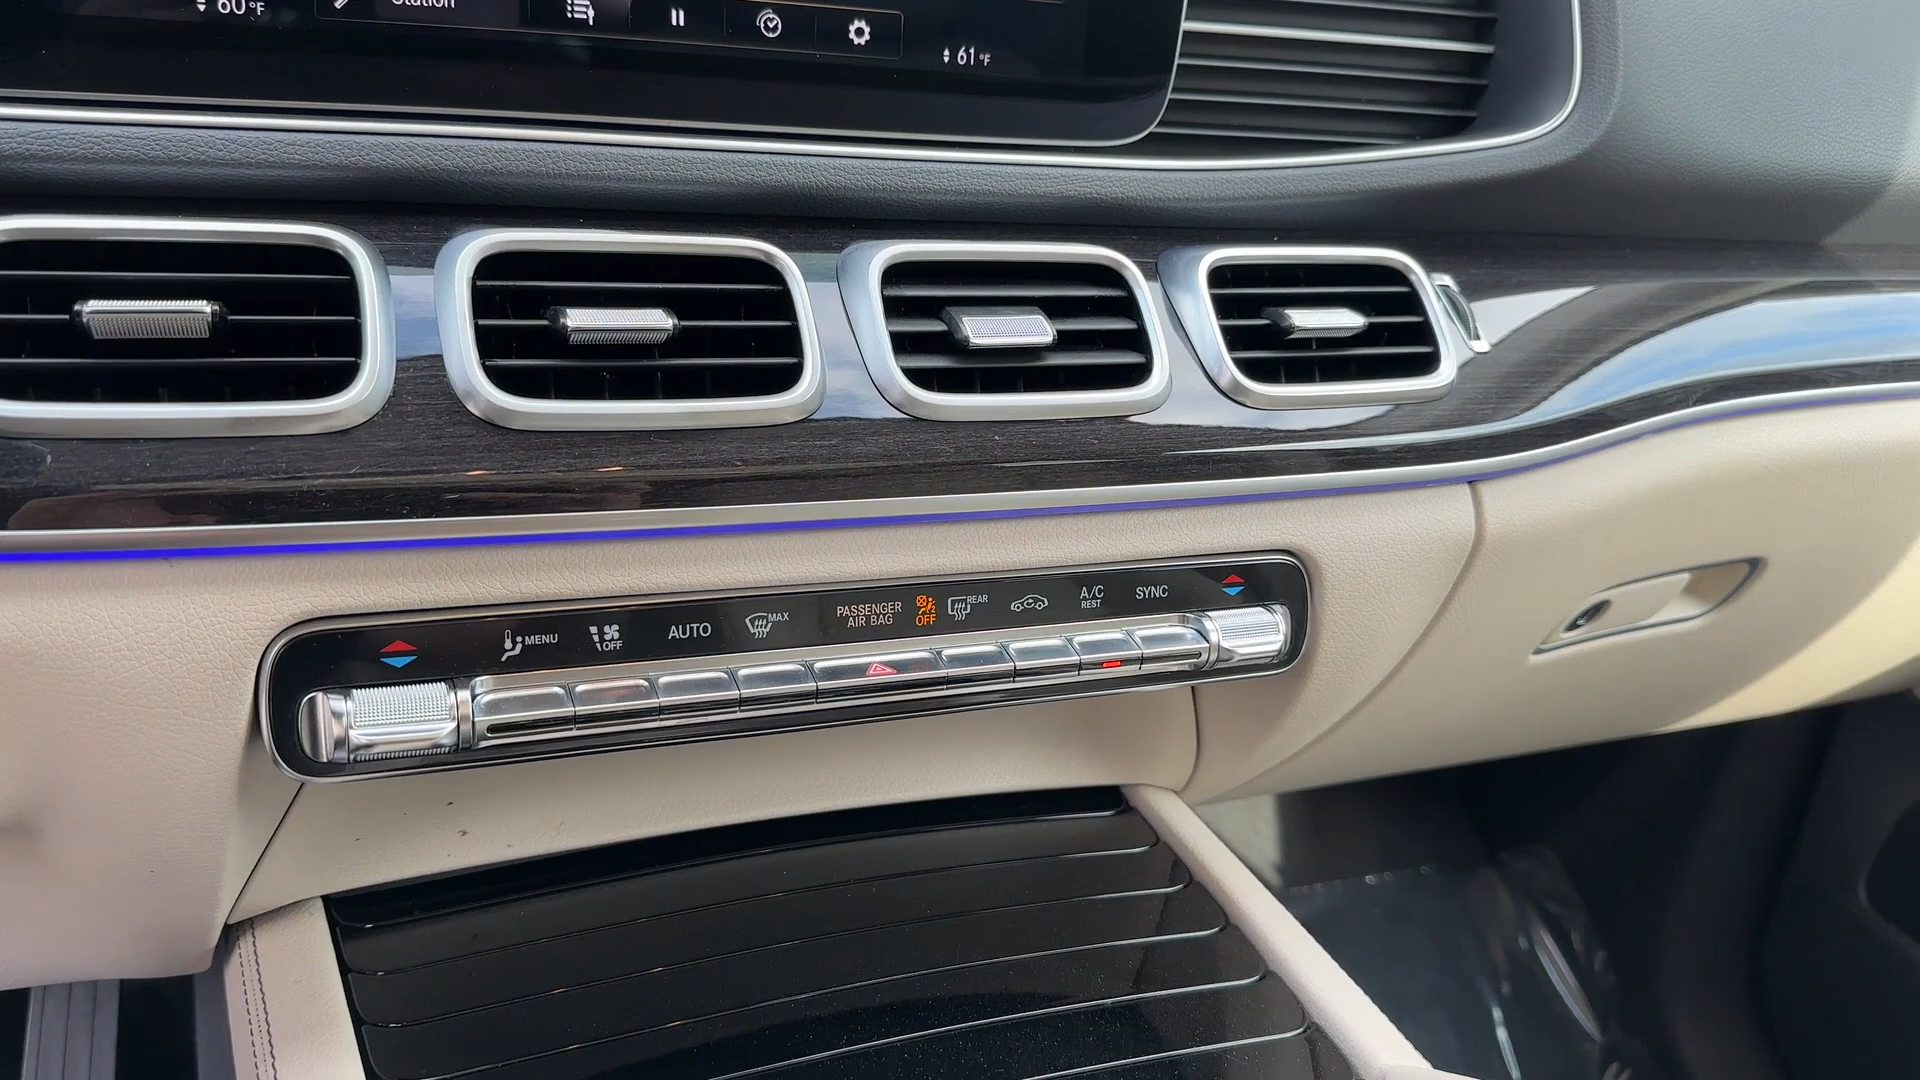 60°F
Station
61°F
MENU
OFF
AUTO
MAX
PASSENGER
AIR BAG
OFF
REAR
A/C
REST
SYNC